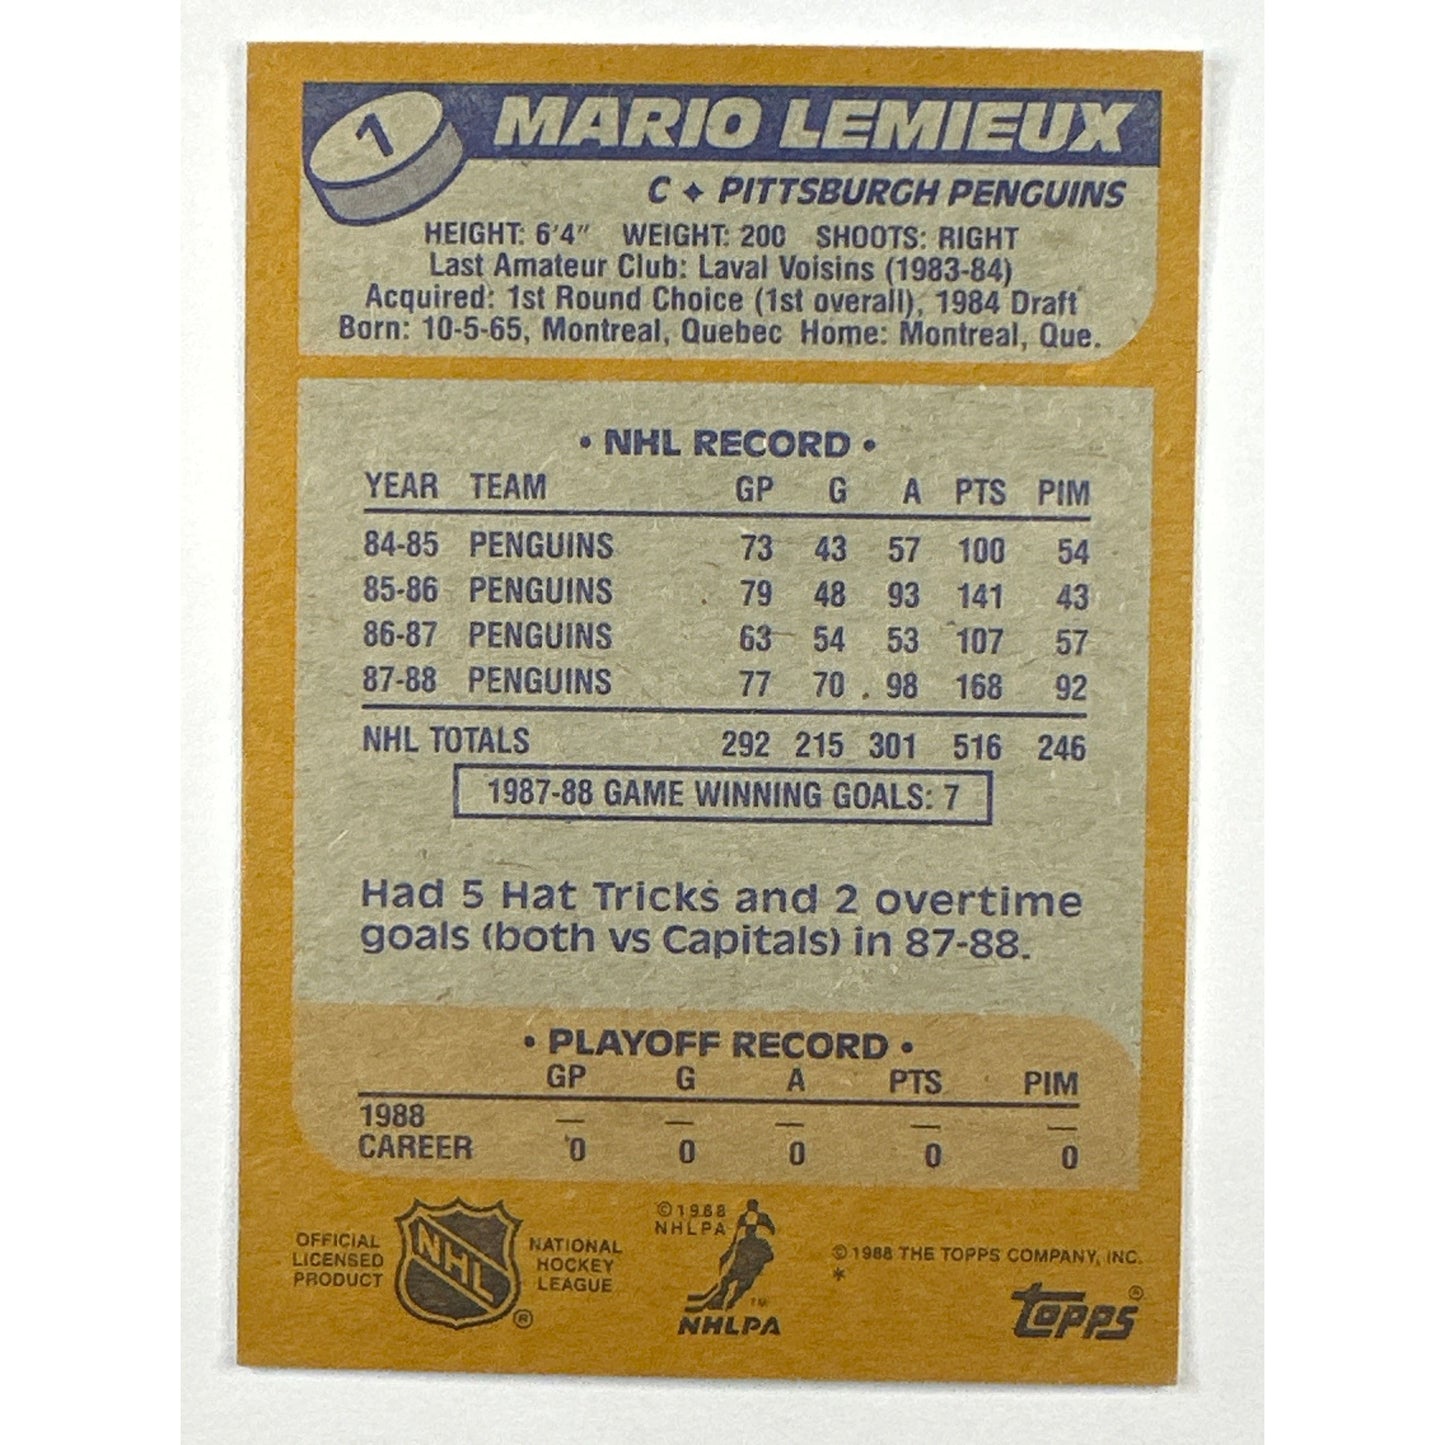 1
MARIO LEMIEUX
C ✦ PITTSBURGH PENGUINS
HEIGHT: 6'4" WEIGHT: 200 SHOOTS: RIGHT
Last Amateur Club: Laval Voisins (1983-84)
Acquired: 1st Round Choice (1st overall), 1984 Draft
Born: 10-5-65, Montreal, Quebec Home: Montreal, Que.
• NHL RECORD •
YEAR TEAM GP G A PTS PIM
84-85 PENGUINS 73 43 57 100 54
85-86 PENGUINS 79 48 93 141 43
86-87 PENGUINS 63 54 53 107 57
87-88 PENGUINS 77 70 98 168 92
NHL TOTALS 292 215 301 516 246
1987-88 GAME WINNING GOALS: 7
Had 5 Hat Tricks and 2 overtime
goals (both vs Capitals) in 87-88.
• PLAYOFF RECORD •
GP G A PTS PIM
1988 — — — — —
CAREER 0 0 0 0 0
OFFICIAL
LICENSED
PRODUCT
NHL
®
NATIONAL
HOCKEY
LEAGUE
©1988
NHLPA
TM
NHLPA
©1988 THE TOPPS COMPANY, INC.
*
TOPPS®